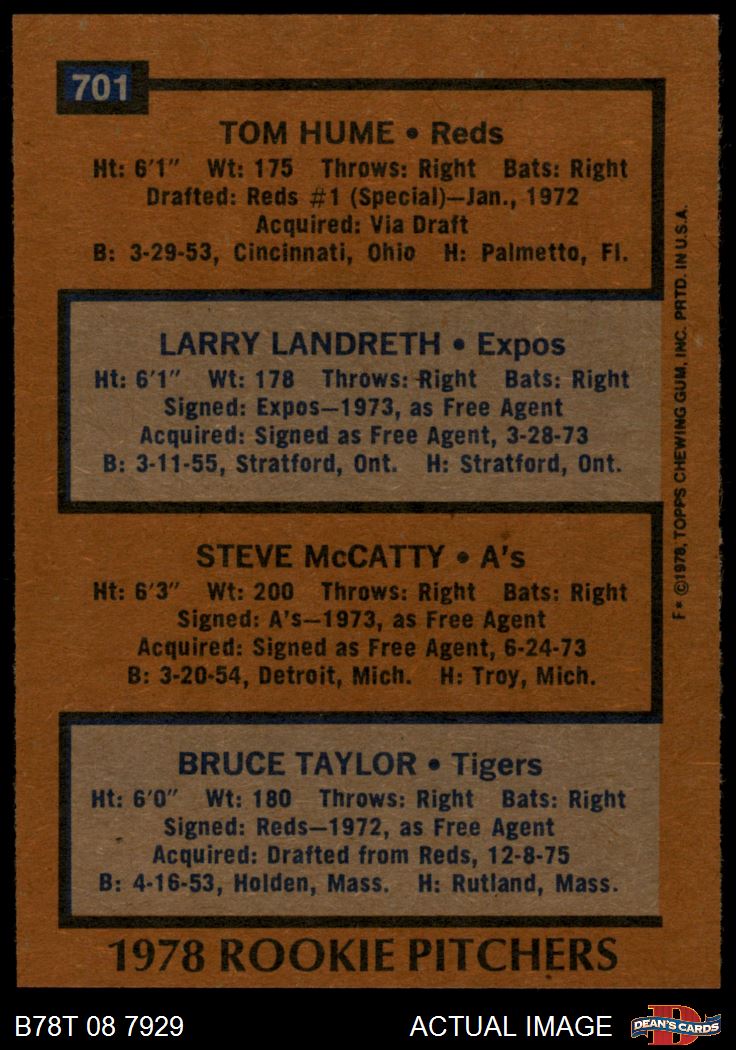 701
TOM HUME • Reds
Ht: 6'1" Wt: 175 Throws: Right Bats: Right
Drafted: Reds #1 (Special)—Jan., 1972
Acquired: Via Draft
B: 3-29-53, Cincinnati, Ohio H: Palmetto, Fl.
LARRY LANDRETH • Expos
Ht: 6'1" Wt: 178 Throws: Right Bats: Right
Signed: Expos—1973, as Free Agent
Acquired: Signed as Free Agent, 3-28-73
B: 3-11-55, Stratford, Ont. H: Stratford, Ont.
STEVE McCATTY • A's
Ht: 6'3" Wt: 200 Throws: Right Bats: Right
Signed: A's—1973, as Free Agent
Acquired: Signed as Free Agent, 6-24-73
B: 3-20-54, Detroit, Mich. H: Troy, Mich.
BRUCE TAYLOR • Tigers
Ht: 6'0" Wt: 180 Throws: Right Bats: Right
Signed: Reds—1972, as Free Agent
Acquired: Drafted from Reds, 12-8-75
B: 4-16-53, Holden, Mass. H: Rutland, Mass.
1978 ROOKIE PITCHERS
F* ©1978, TOPPS CHEWING GUM, INC. PRTD. IN U.S.A.
B78T 08 7929 ACTUAL IMAGE
D
DEAN'S CARDS